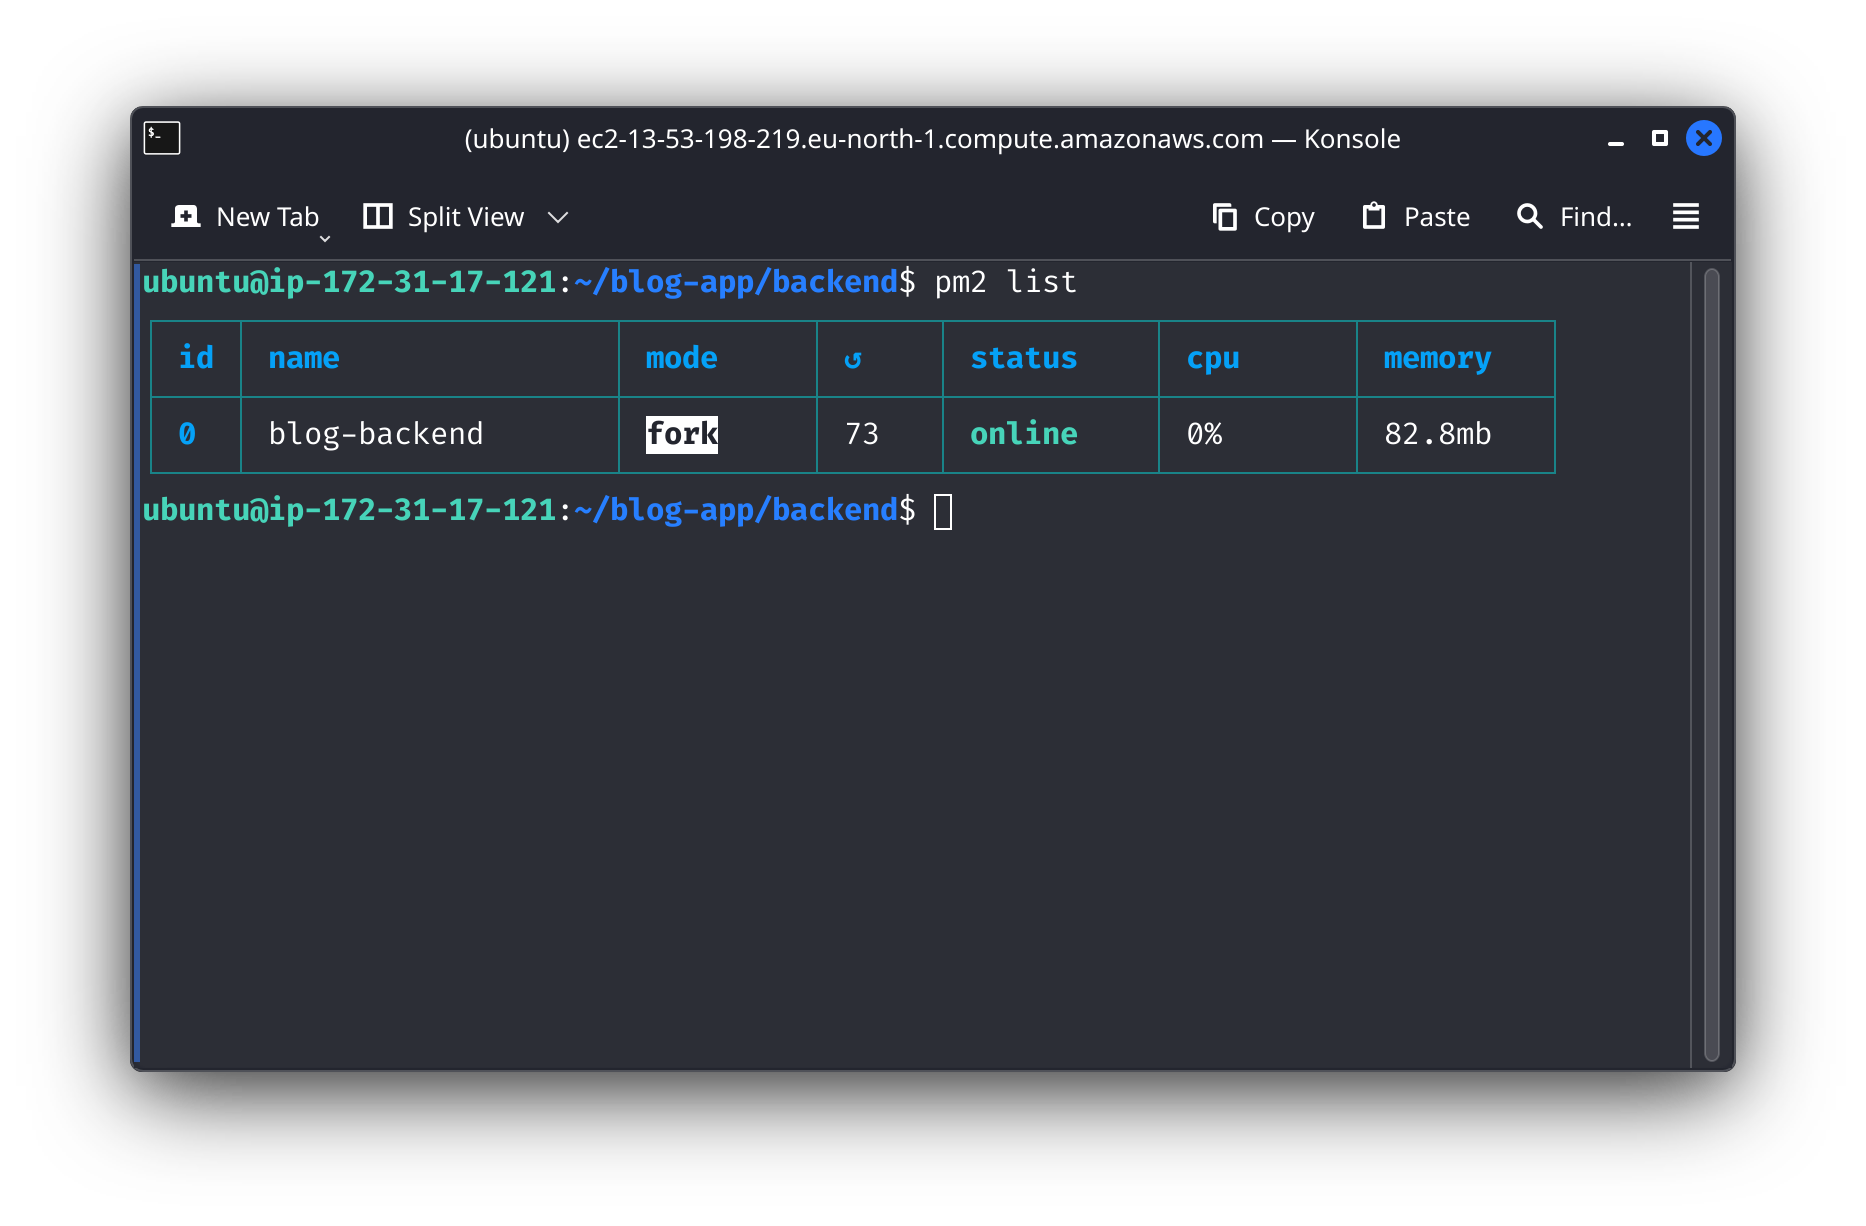 (ubuntu) ec2-13-53-198-219.eu-north-1.compute.amazonaws.com — Konsole
New Tab Split View Copy Paste Find...
ubuntu@ip-172-31-17-121:~/blog-app/backend$ pm2 list
id name mode ↺ status cpu memory
0 blog-backend fork 73 online 0% 82.8mb
ubuntu@ip-172-31-17-121:~/blog-app/backend$